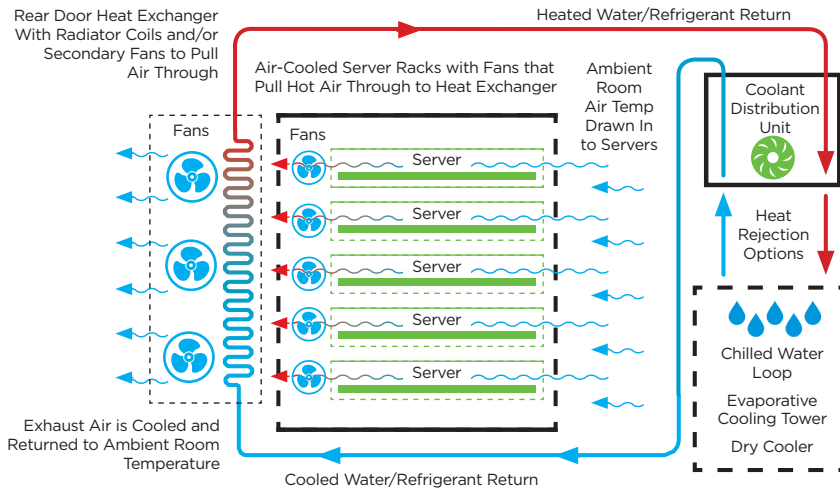 Rear Door Heat Exchanger
With Radiator Coils and/or
Secondary Fans to Pull
Air Through
Heated Water/Refrigerant Return
Air-Cooled Server Racks with Fans that
Pull Hot Air Through to Heat Exchanger
Ambient
Room
Air Temp
Drawn In
to Servers
Coolant
Distribution
Unit
Fans
Fans
Server
Server
Server
Server
Server
Heat
Rejection
Options
Chilled Water
Loop
Evaporative
Cooling Tower
Dry Cooler
Exhaust Air is Cooled and
Returned to Ambient Room
Temperature
Cooled Water/Refrigerant Return